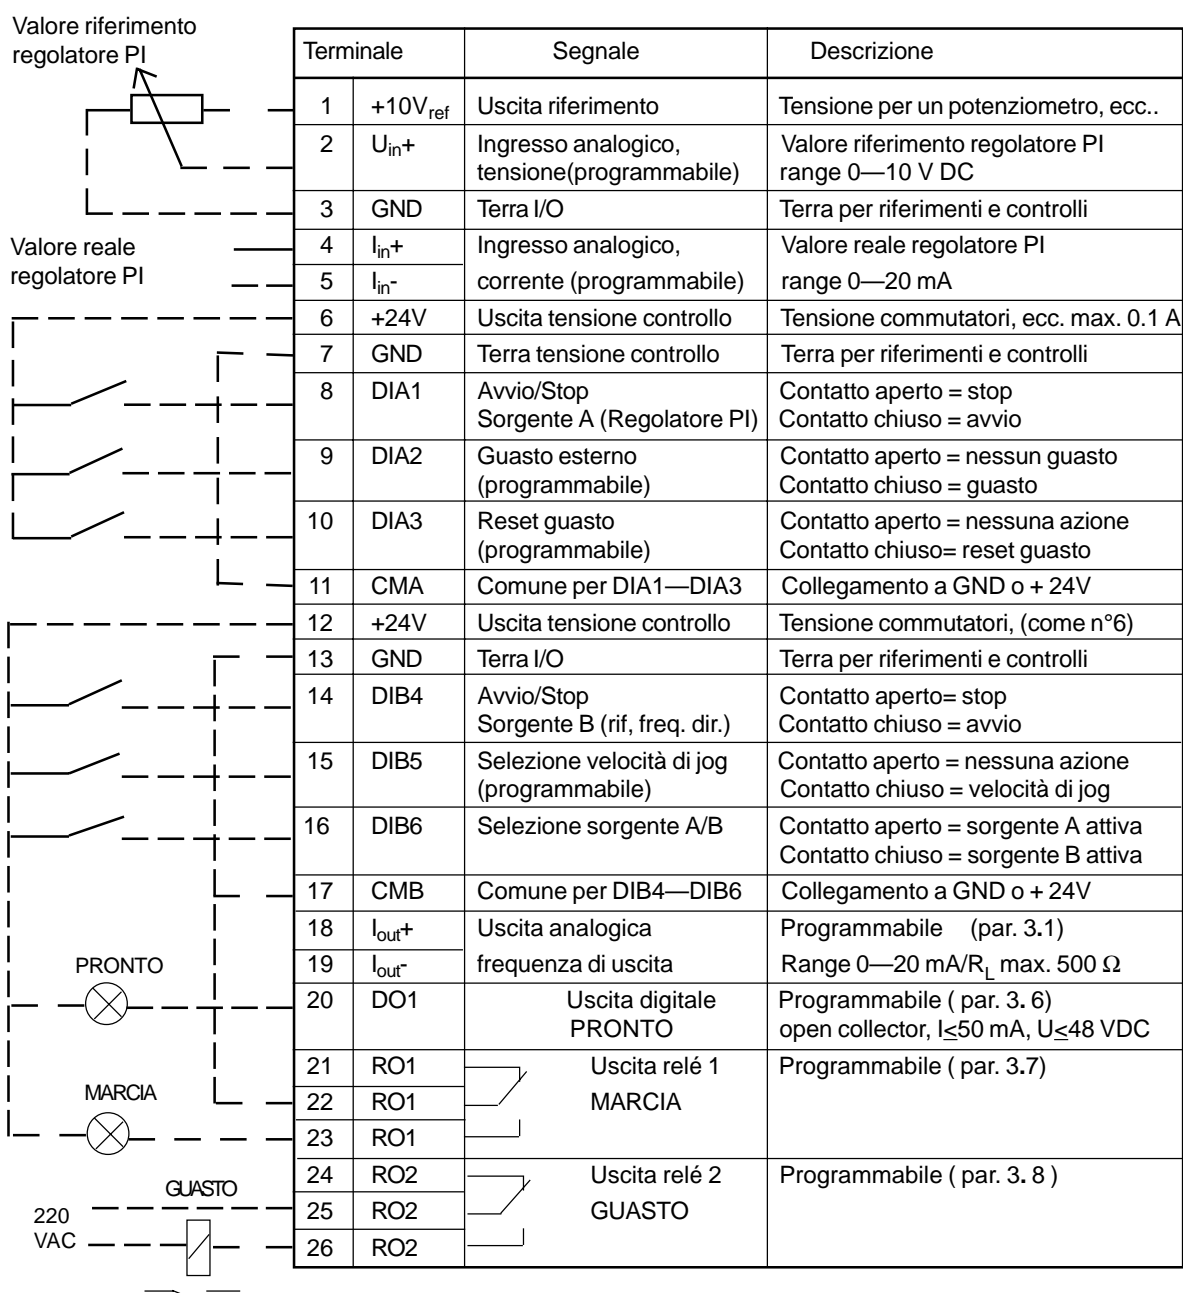 Valore riferimento
regolatore PI
Terminale Segnale Descrizione
1 +10Vref Uscita riferimento Tensione per un potenziometro, ecc..
2 Uin+ Ingresso analogico, Valore riferimento regolatore PI
tensione(programmabile) range 0—10 V DC
3 GND Terra I/O Terra per riferimenti e controlli
Valore reale
regolatore PI
4 Iin+ Ingresso analogico, Valore reale regolatore PI
5 Iin- corrente (programmabile) range 0—20 mA
6 +24V Uscita tensione controllo Tensione commutatori, ecc. max. 0.1 A
7 GND Terra tensione controllo Terra per riferimenti e controlli
8 DIA1 Avvio/Stop Contatto aperto = stop
Sorgente A (Regolatore PI) Contatto chiuso = avvio
9 DIA2 Guasto esterno Contatto aperto = nessun guasto
(programmabile) Contatto chiuso = guasto
10 DIA3 Reset guasto Contatto aperto = nessuna azione
(programmabile) Contatto chiuso= reset guasto
11 CMA Comune per DIA1—DIA3 Collegamento a GND o + 24V
12 +24V Uscita tensione controllo Tensione commutatori, (come n°6)
13 GND Terra I/O Terra per riferimenti e controlli
14 DIB4 Avvio/Stop Contatto aperto= stop
Sorgente B (rif, freq. dir.) Contatto chiuso = avvio
15 DIB5 Selezione velocità di jog Contatto aperto = nessuna azione
(programmabile) Contatto chiuso = velocità di jog
16 DIB6 Selezione sorgente A/B Contatto aperto = sorgente A attiva
Contatto chiuso = sorgente B attiva
17 CMB Comune per DIB4—DIB6 Collegamento a GND o + 24V
18 Iout+ Uscita analogica Programmabile (par. 3.1)
PRONTO
19 Iout- frequenza di uscita Range 0—20 mA/RL max. 500 Ω
20 DO1 Uscita digitale Programmabile ( par. 3. 6)
PRONTO open collector, I≤50 mA, U≤48 VDC
21 RO1 Uscita relé 1 Programmabile ( par. 3.7)
MARCIA
22 RO1 MARCIA
23 RO1
24 RO2 Uscita relé 2 Programmabile ( par. 3. 8 )
GUASTO
25 RO2 GUASTO
220
VAC
26 RO2